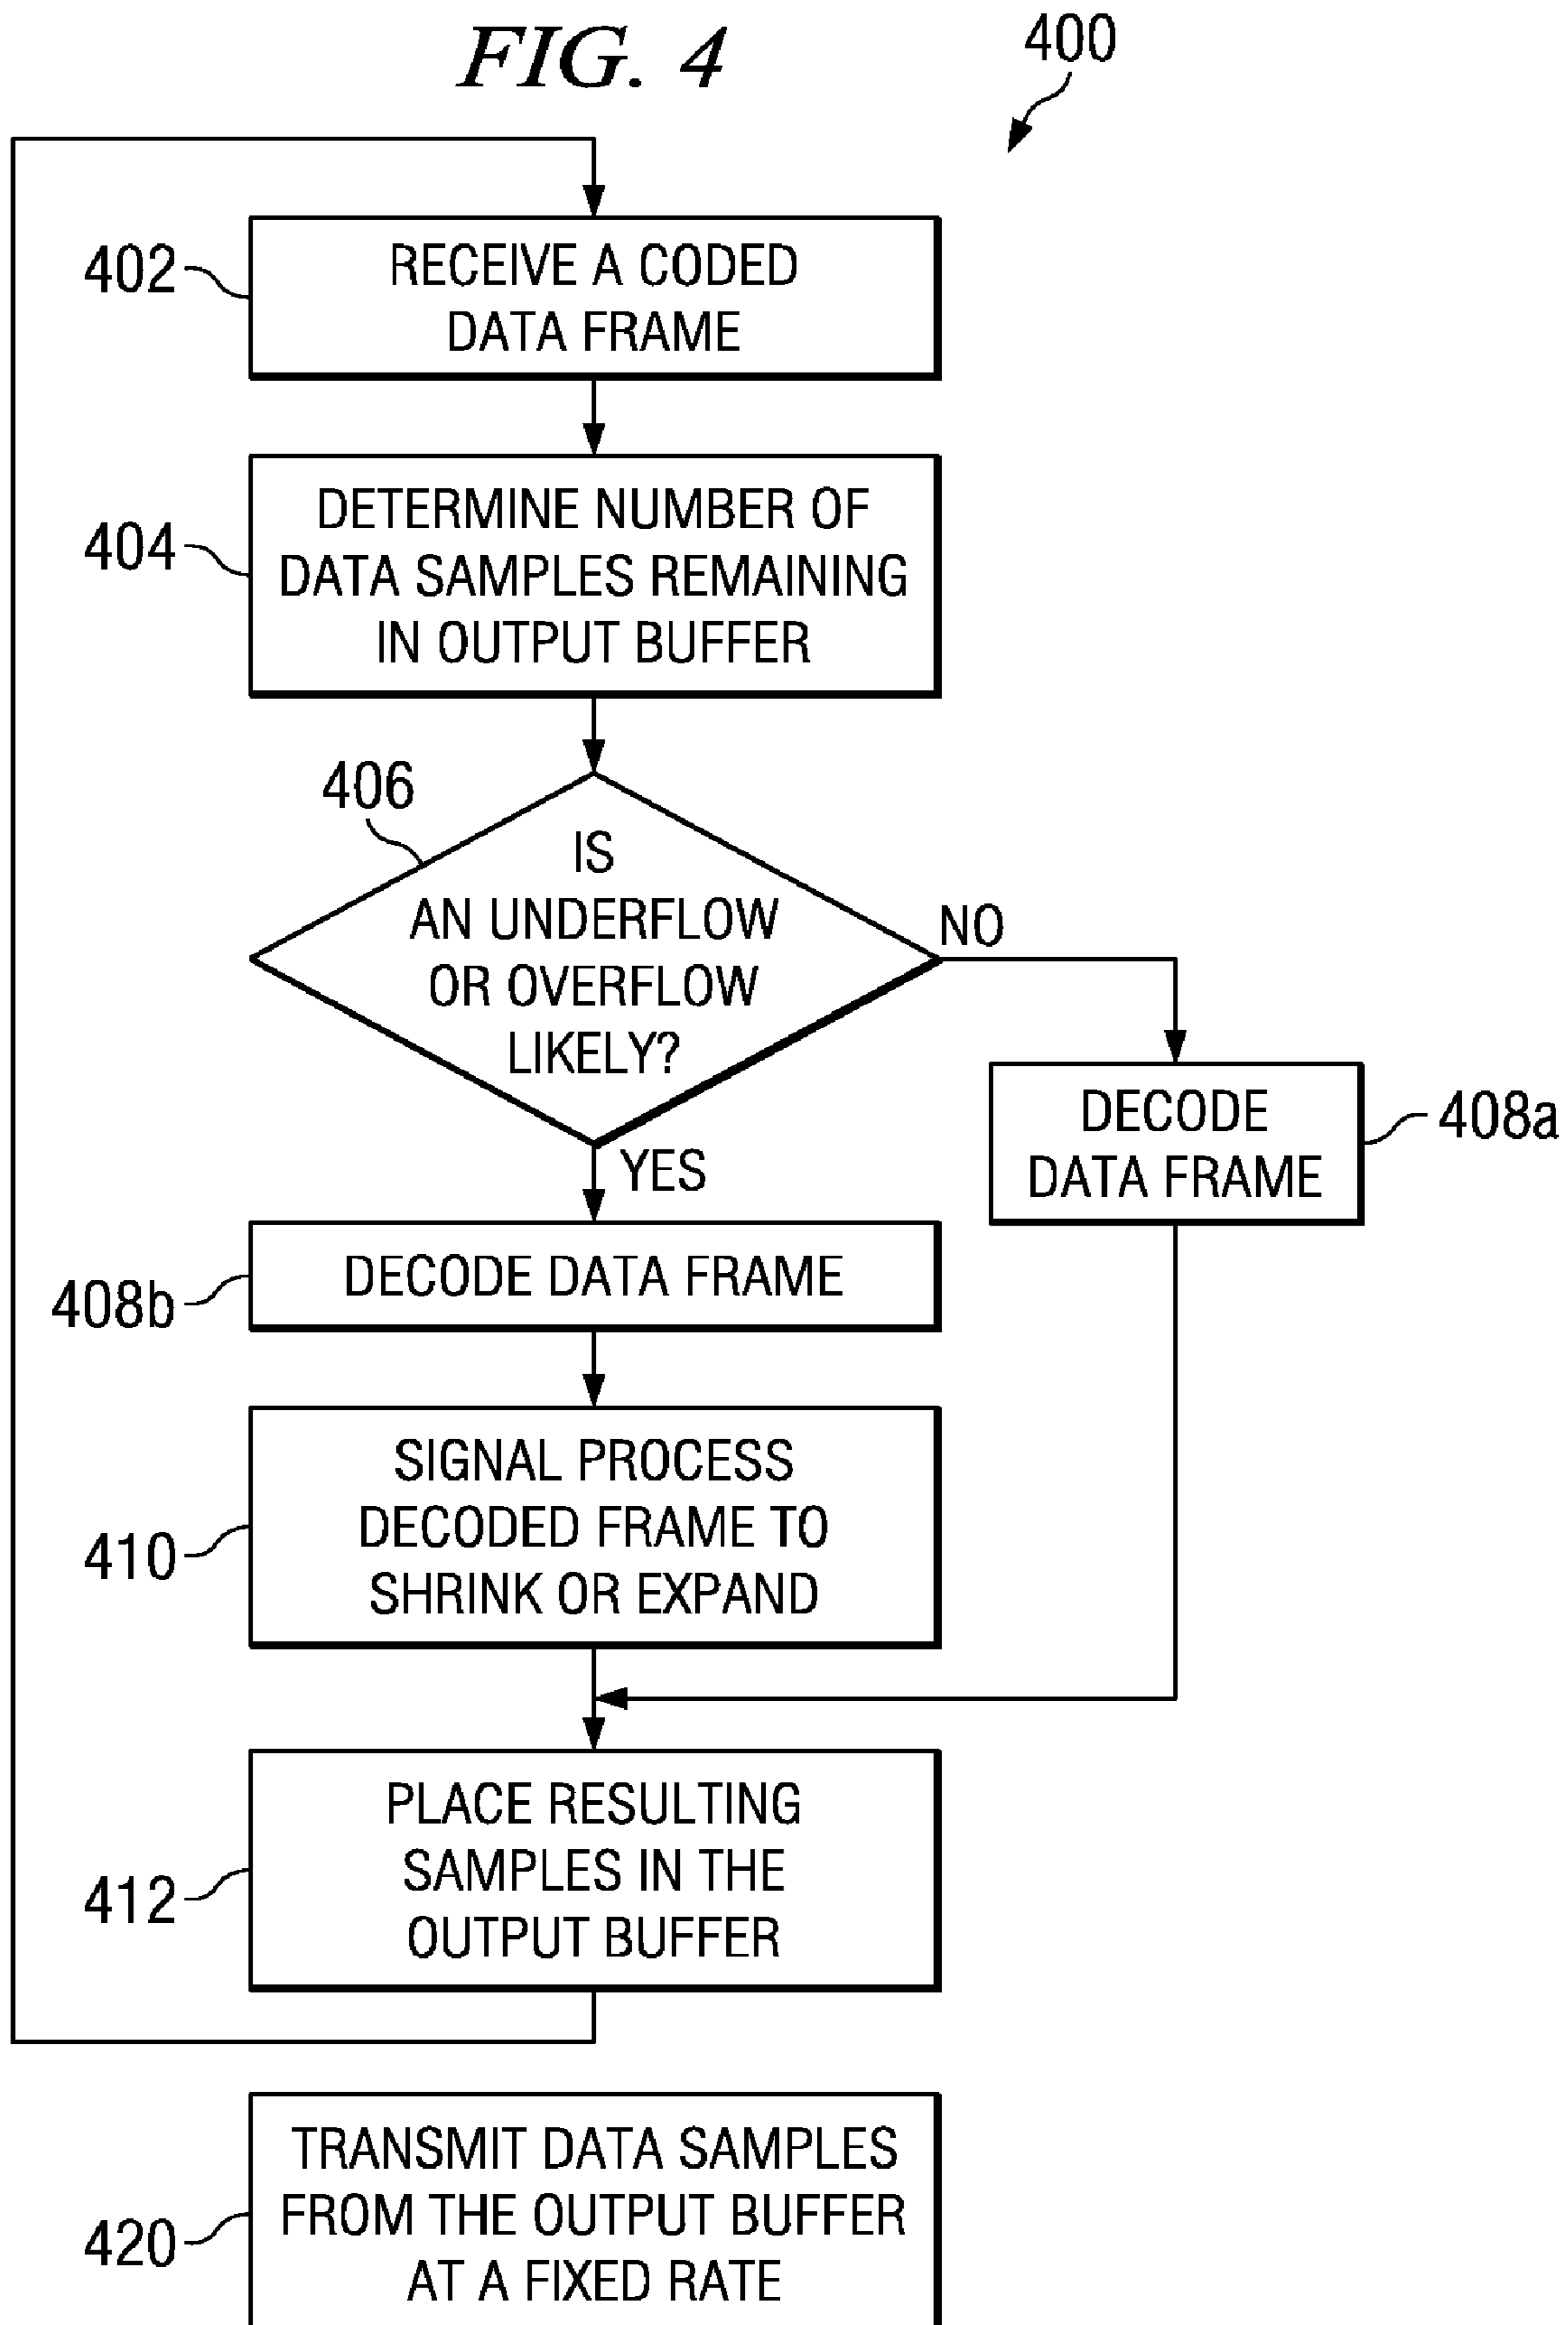 FIG. 4
400
402
RECEIVE A CODED
DATA FRAME
404
DETERMINE NUMBER OF
DATA SAMPLES REMAINING
IN OUTPUT BUFFER
406
IS
AN UNDERFLOW
OR OVERFLOW
LIKELY?
NO
YES
DECODE
DATA FRAME
408a
408b
DECODE DATA FRAME
410
SIGNAL PROCESS
DECODED FRAME TO
SHRINK OR EXPAND
412
PLACE RESULTING
SAMPLES IN THE
OUTPUT BUFFER
420
TRANSMIT DATA SAMPLES
FROM THE OUTPUT BUFFER
AT A FIXED RATE